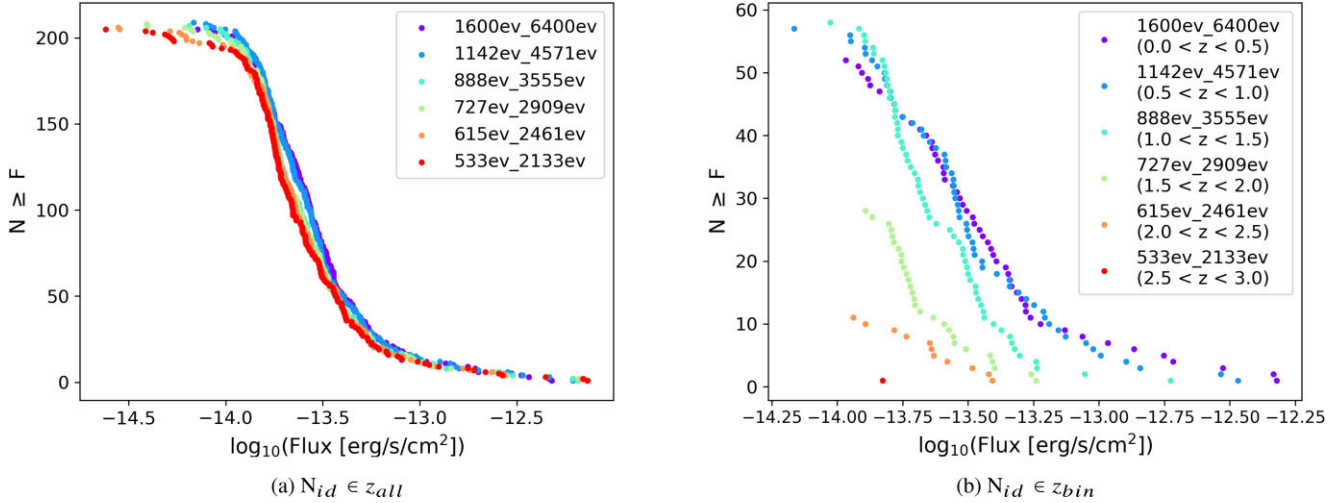 200
150
100
50
0
N ≥ F
1600ev_6400ev
1142ev_4571ev
888ev_3555ev
727ev_2909ev
615ev_2461ev
533ev_2133ev
−14.5 −14.0 −13.5 −13.0 −12.5
log₁₀(Flux [erg/s/cm²])
(a) N_id ∈ z_all
60
50
40
30
20
10
0
N ≥ F
1600ev_6400ev
(0.0 < z < 0.5)
1142ev_4571ev
(0.5 < z < 1.0)
888ev_3555ev
(1.0 < z < 1.5)
727ev_2909ev
(1.5 < z < 2.0)
615ev_2461ev
(2.0 < z < 2.5)
533ev_2133ev
(2.5 < z < 3.0)
−14.25 −14.00 −13.75 −13.50 −13.25 −13.00 −12.75 −12.50 −12.25
log₁₀(Flux [erg/s/cm²])
(b) N_id ∈ z_bin